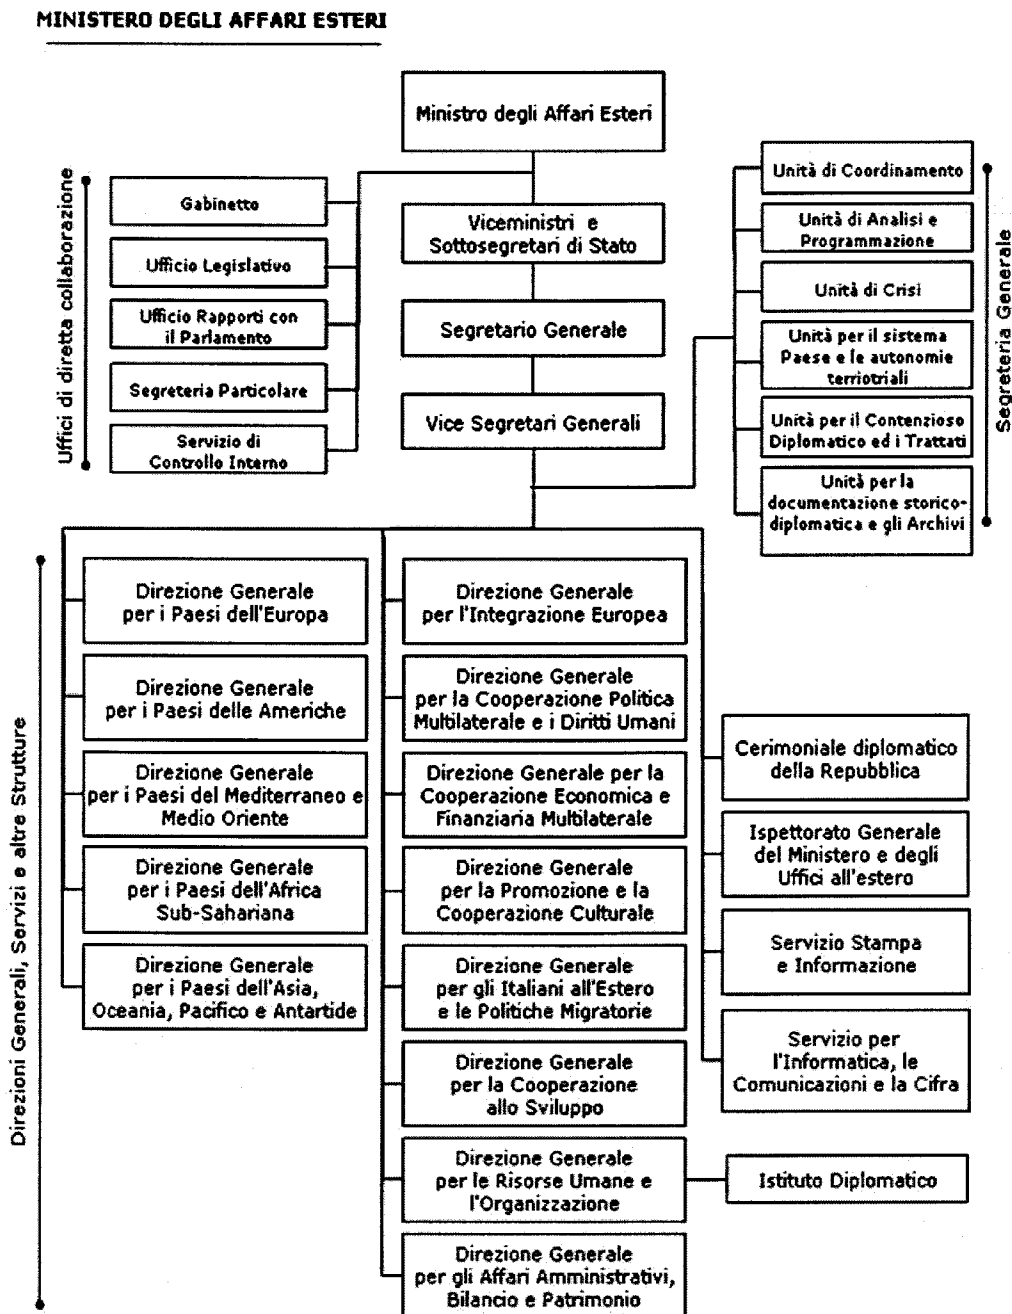 MINISTERO DEGLI AFFARI ESTERI
Ministro degli Affari Esteri
Uffici di diretta collaborazione
Gabinetto
Ufficio Legislativo
Ufficio Rapporti con
il Parlamento
Segreteria Particolare
Servizio di
Controllo Interno
Viceministri e
Sottosegretari di Stato
Segretario Generale
Vice Segretari Generali
Segreteria Generale
Unità di Coordinamento
Unità di Analisi e
Programmazione
Unità di Crisi
Unità per il sistema
Paese e le autonomie
terriotriali
Unità per il Contenzioso
Diplomatico ed i Trattati
Unità per la
documentazione storico-
diplomatica e gli Archivi
Direzioni Generali, Servizi e altre Strutture
Direzione Generale
per i Paesi dell'Europa
Direzione Generale
per i Paesi delle Americhe
Direzione Generale
per i Paesi del Mediterraneo e
Medio Oriente
Direzione Generale
per i Paesi dell'Africa
Sub-Sahariana
Direzione Generale
per i Paesi dell'Asia,
Oceania, Pacifico e Antartide
Direzione Generale
per l'Integrazione Europea
Direzione Generale
per la Cooperazione Politica
Multilaterale e i Diritti Umani
Direzione Generale per la
Cooperazione Economica e
Finanziaria Multilaterale
Direzione Generale
per la Promozione e la
Cooperazione Culturale
Direzione Generale
per gli Italiani all'Estero
e le Politiche Migratorie
Direzione Generale
per la Cooperazione
allo Sviluppo
Direzione Generale
per le Risorse Umane e
l'Organizzazione
Direzione Generale
per gli Affari Amministrativi,
Bilancio e Patrimonio
Cerimoniale diplomatico
della Repubblica
Ispettorato Generale
del Ministero e degli
Uffici all'estero
Servizio Stampa
e Informazione
Servizio per
l'Informatica, le
Comunicazioni e la Cifra
Istituto Diplomatico